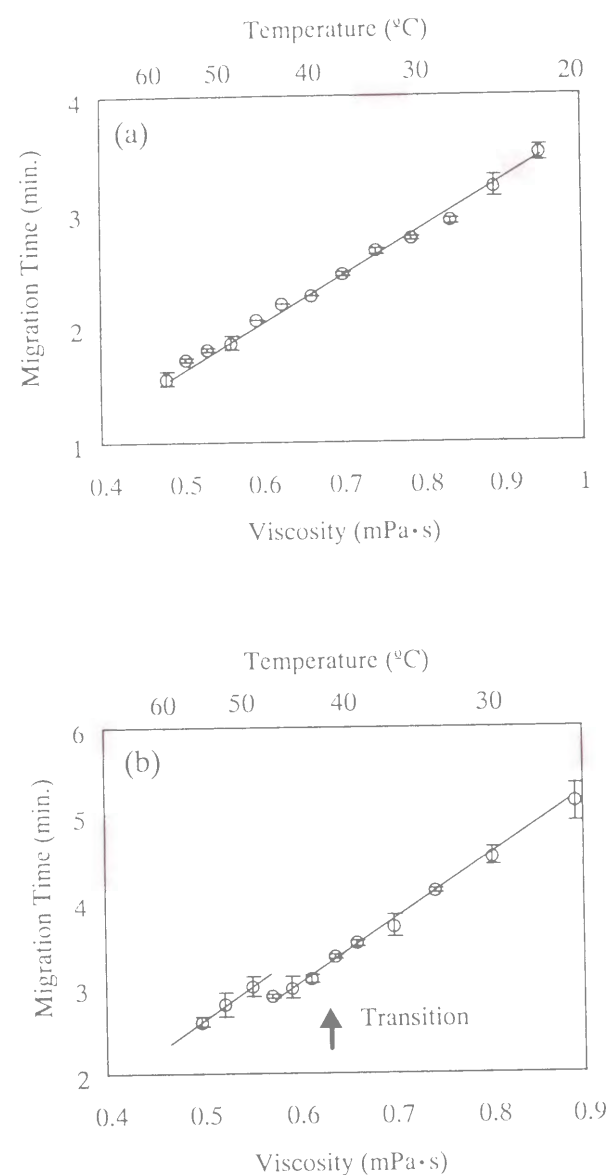 Temperature (ºC)
60 50 40 30 20
4
(a)
3
2
1
Migration Time (min.)
0.4 0.5 0.6 0.7 0.8 0.9 1
Viscosity (mPa·s)
Temperature (ºC)
60 50 40 30
6
(b)
5
4
3
2
Migration Time (min.)
Transition
0.4 0.5 0.6 0.7 0.8 0.9
Viscosity (mPa·s)